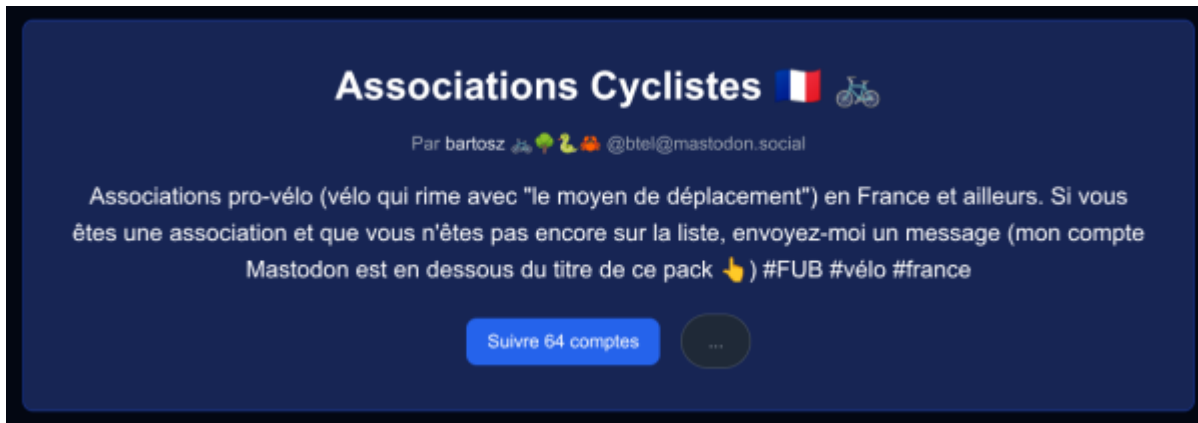 Associations Cyclistes 🇫🇷 🚲
Par bartosz 🚲🌳🐍🦀 @btel@mastodon.social
Associations pro-vélo (vélo qui rime avec "le moyen de déplacement") en France et ailleurs. Si vous
êtes une association et que vous n'êtes pas encore sur la liste, envoyez-moi un message (mon compte
Mastodon est en dessous du titre de ce pack 👆) #FUB #vélo #france
Suivre 64 comptes
...